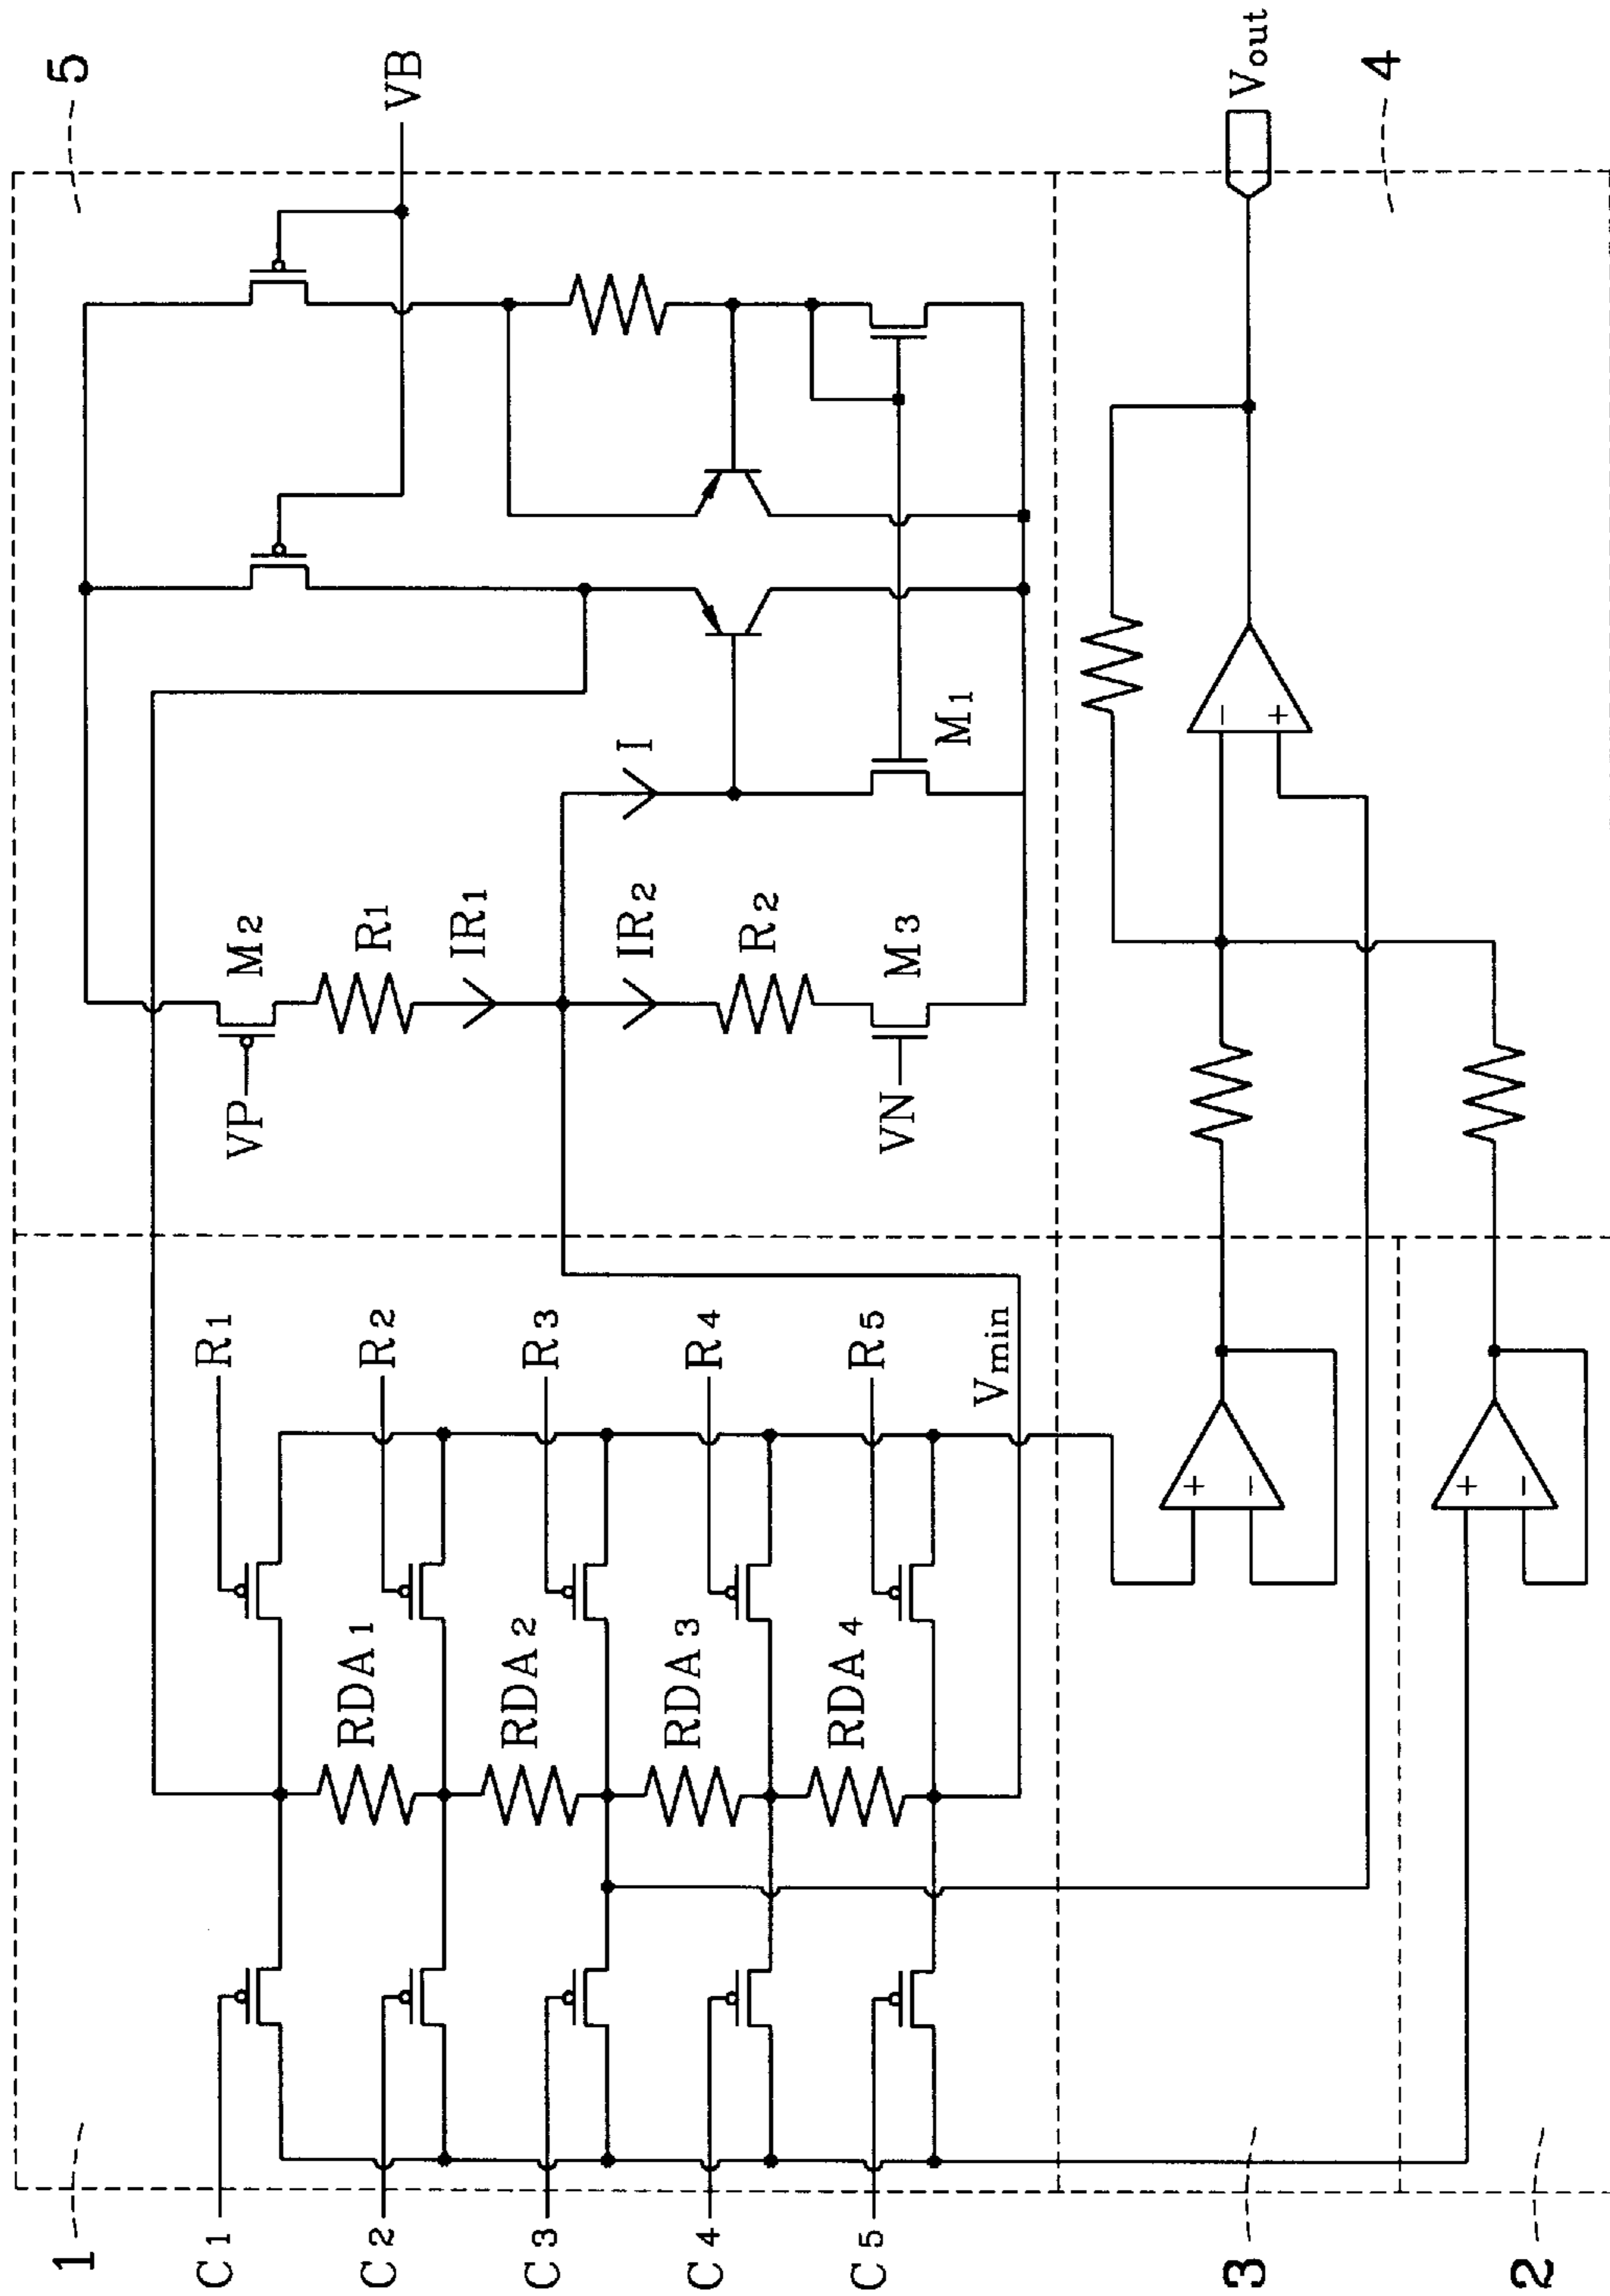 1
5
C1
C2
C3
C4
C5
R1
R2
R3
R4
R5
RDA1
RDA2
RDA3
RDA4
Vmin
VP
M2
R1
IR1
IR2
R2
M3
VN
I
M1
VB
3
2
+
−
+
−
−
+
Vout
4